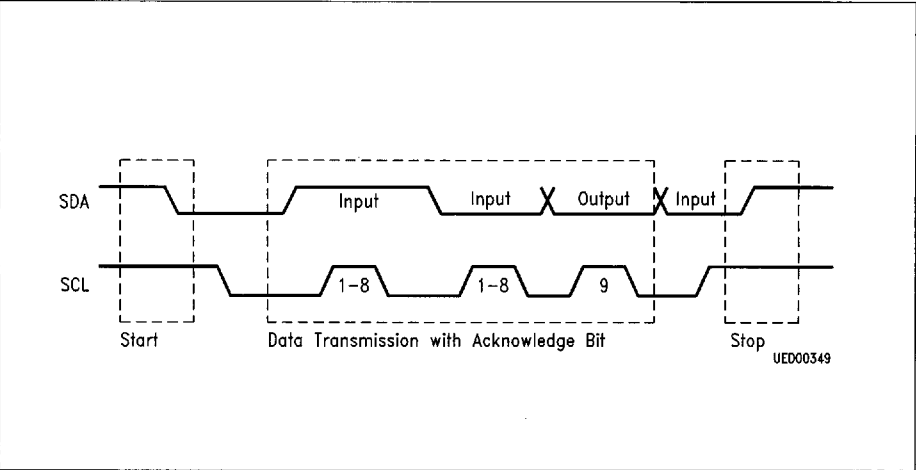 SDA
Input
Input
Output
Input
SCL
1-8
1-8
9
Start
Data Transmission with Acknowledge Bit
Stop
UED00349